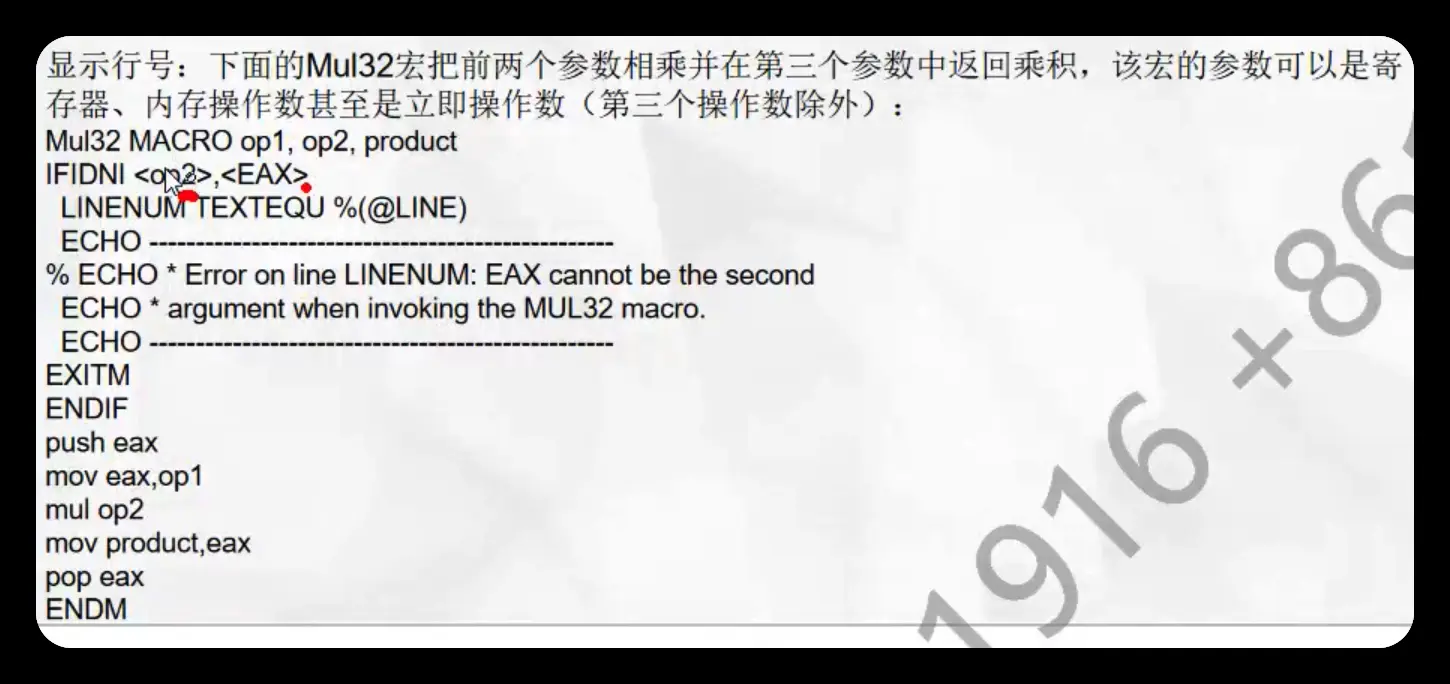 显示行号：下面的Mul32宏把前两个参数相乘并在第三个参数中返回乘积，该宏的参数可以是寄
存器、内存操作数甚至是立即操作数（第三个操作数除外）：
Mul32 MACRO op1, op2, product
IFIDNI <op2>,<EAX>
LINENUM TEXTEQU %(@LINE)
ECHO --------------------------------------------------
% ECHO * Error on line LINENUM: EAX cannot be the second
ECHO * argument when invoking the MUL32 macro.
ECHO --------------------------------------------------
EXITM
ENDIF
push eax
mov eax,op1
mul op2
mov product,eax
pop eax
ENDM
1916 +86